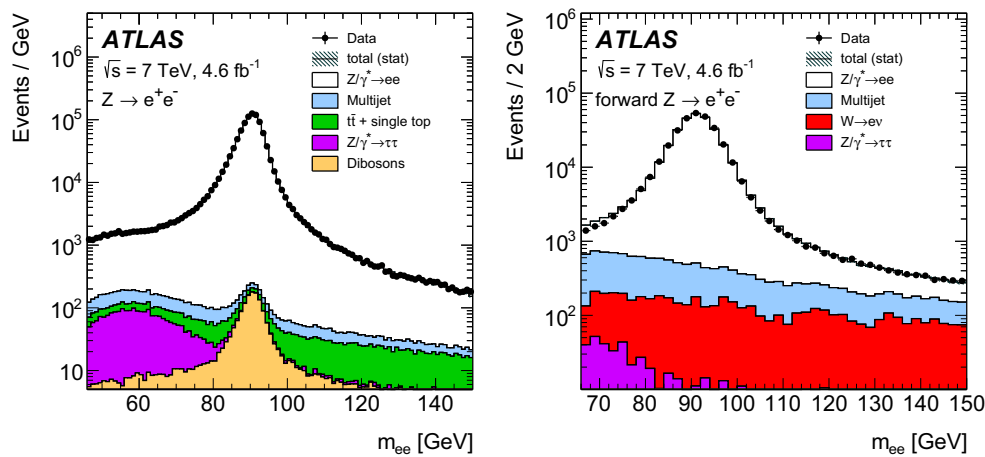 Events / GeV
10⁶
10⁵
10⁴
10³
10²
10
ATLAS
√s = 7 TeV, 4.6 fb⁻¹
Z → e⁺e⁻
Data
total (stat)
Z/γ*→ee
Multijet
tt̄ + single top
Z/γ*→ττ
Dibosons
60 80 100 120 140
m_ee [GeV]
Events / 2 GeV
10⁶
10⁵
10⁴
10³
10²
ATLAS
√s = 7 TeV, 4.6 fb⁻¹
forward Z → e⁺e⁻
Data
total (stat)
Z/γ*→ee
Multijet
W→eν
Z/γ*→ττ
70 80 90 100 110 120 130 140 150
m_ee [GeV]